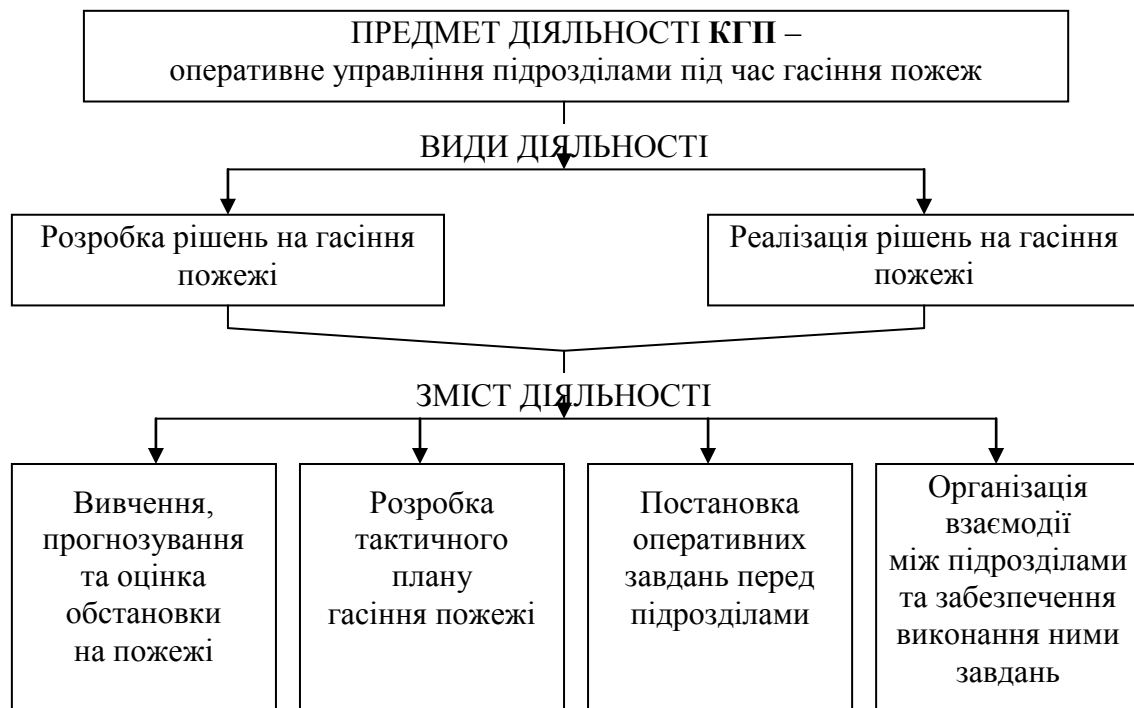 ПРЕДМЕТ ДІЯЛЬНОСТІ КГП –
оперативне управління підрозділами під час гасіння пожеж
ВИДИ ДІЯЛЬНОСТІ
Розробка рішень на гасіння
пожежі
Реалізація рішень на гасіння
пожежі
ЗМІСТ ДІЯЛЬНОСТІ
Вивчення,
прогнозування
та оцінка
обстановки
на пожежі
Розробка
тактичного
плану
гасіння пожежі
Постановка
оперативних
завдань перед
підрозділами
Організація
взаємодії
між підрозділами
та забезпечення
виконання ними
завдань